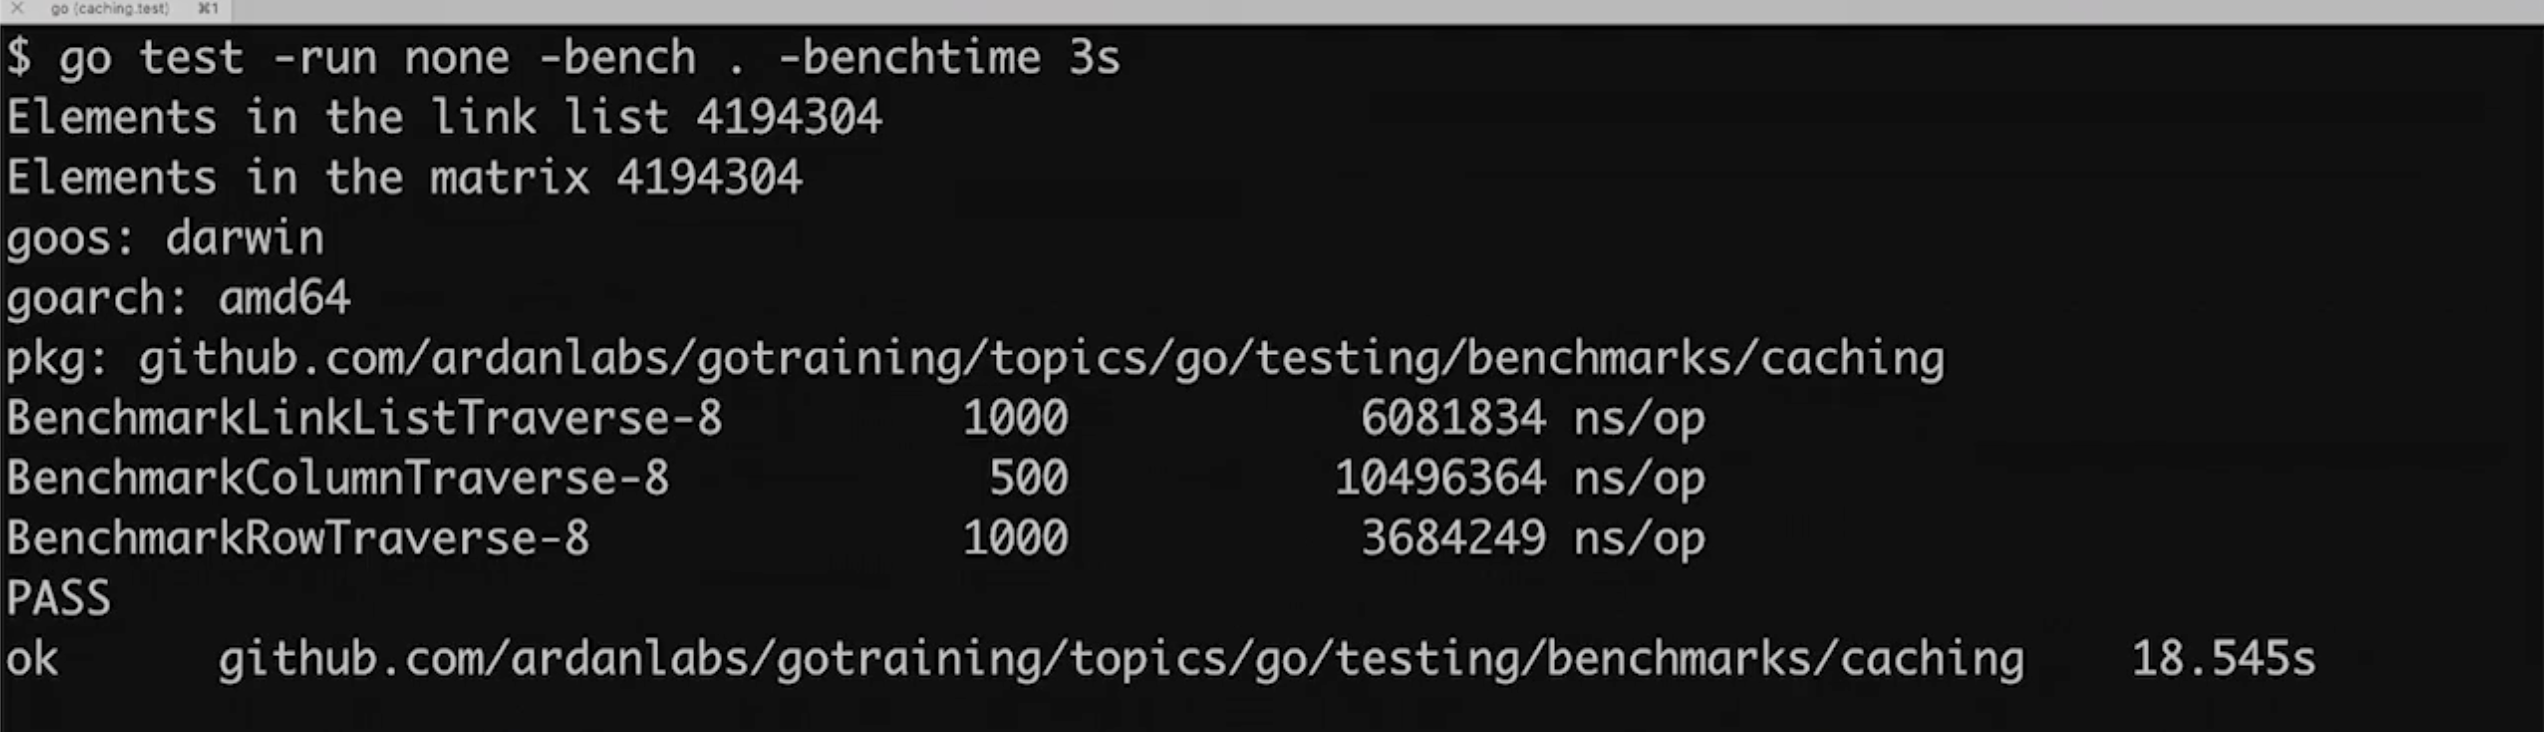 go (caching.test) ⌘1
$ go test -run none -bench . -benchtime 3s
Elements in the link list 4194304
Elements in the matrix 4194304
goos: darwin
goarch: amd64
pkg: github.com/ardanlabs/gotraining/topics/go/testing/benchmarks/caching
BenchmarkLinkListTraverse-8 1000 6081834 ns/op
BenchmarkColumnTraverse-8 500 10496364 ns/op
BenchmarkRowTraverse-8 1000 3684249 ns/op
PASS
ok github.com/ardanlabs/gotraining/topics/go/testing/benchmarks/caching 18.545s